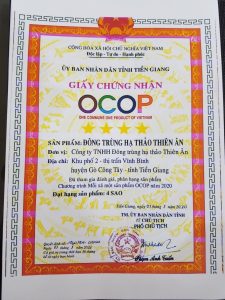 CỘNG HÒA XÃ HỘI CHỦ NGHĨA VIỆT NAM
Độc lập - Tự do - Hạnh phúc
ỦY BAN NHÂN DÂN TỈNH TIỀN GIANG
GIẤY CHỨNG NHẬN
OCOP
ONE COMMUNE ONE PRODUCT OF VIETNAM
SẢN PHẨM: ĐÔNG TRÙNG HẠ THẢO THIÊN ÂN
Đơn vị: Công ty TNHH Đông trùng hạ thảo Thiên Ân
Địa chỉ: Khu phố 2 - thị trấn Vĩnh Bình
huyện Gò Công Tây - tỉnh Tiền Giang
Đã tham gia đánh giá, phân hạng sản phẩm
Chương trình Mỗi xã một sản phẩm OCOP năm 2020
Đạt hạng sản phẩm: 4 SAO
Tiền Giang, 2020
TM. ỦY BAN NHÂN DÂN TỈNH
CHỦ TỊCH
PHÓ CHỦ TỊCH